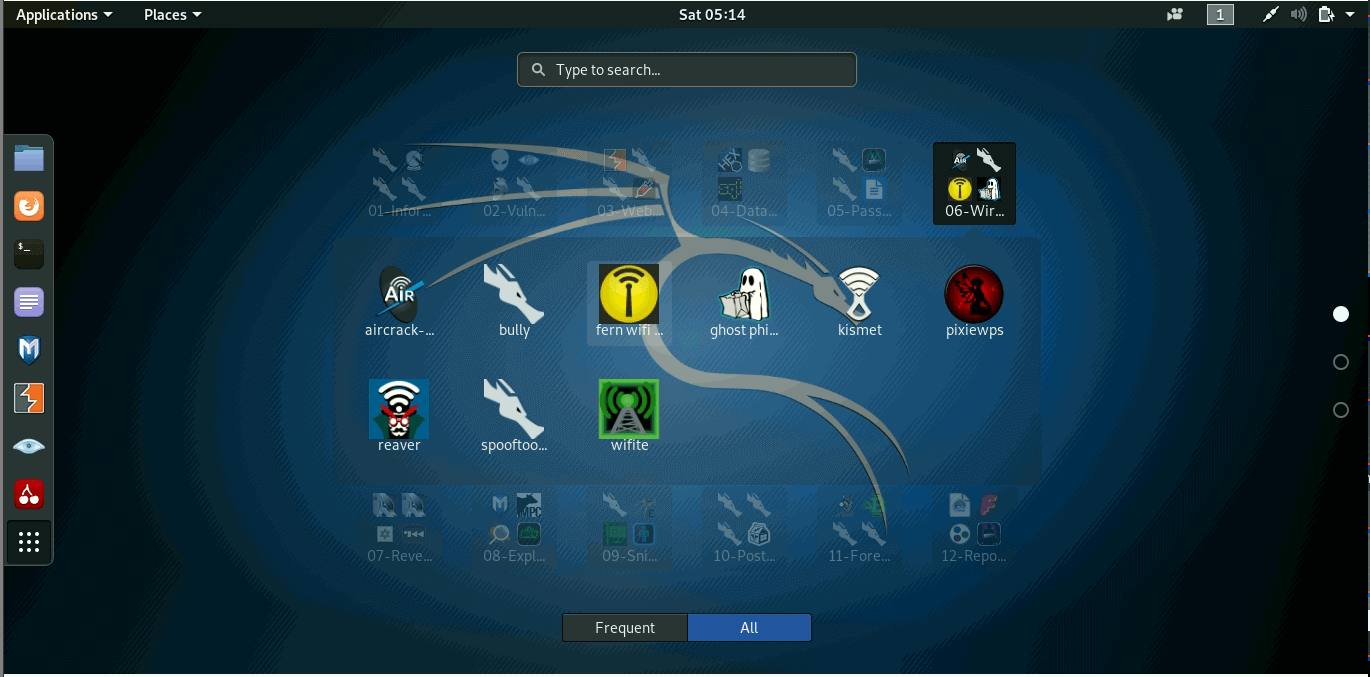 Applications Places Sat 05:14 1
Type to search...
01-Infor... 02-Vuln... 03-Web... 04-Data... 05-Pass... 06-Wir...
aircrack-... bully fern wifi ... ghost phi... kismet pixiewps
reaver spooftoo... wifite
07-Reve... 08-Expl... 09-Sni... 10-Post... 11-Fore... 12-Repo...
Frequent All